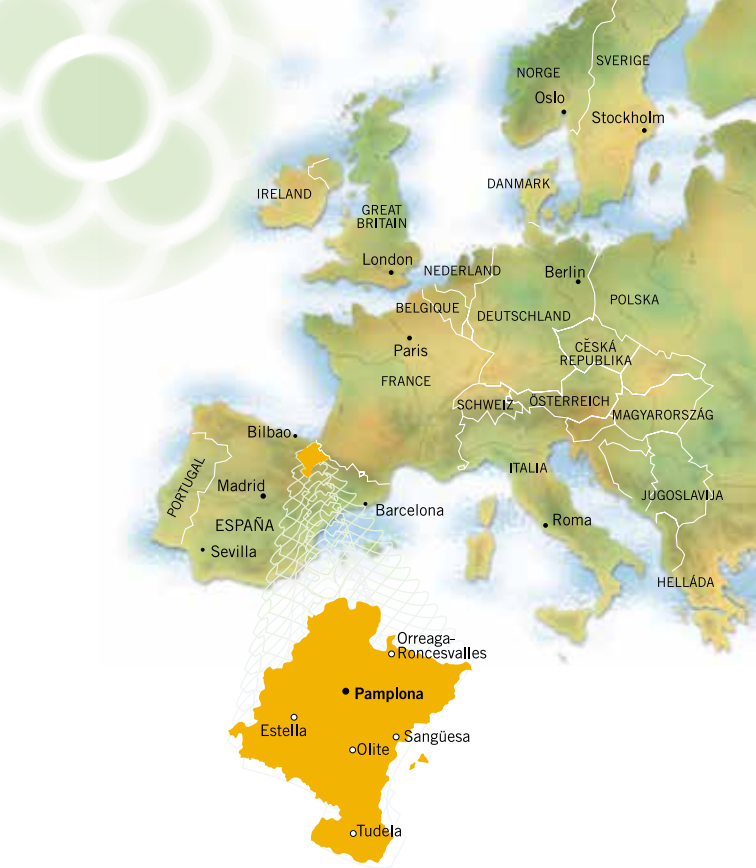 SVERIGE
NORGE
Oslo
Stockholm
DANMARK
IRELAND
GREAT
BRITAIN
London
NEDERLAND
Berlin
POLSKA
BELGIQUE
DEUTSCHLAND
Paris
CĔSKÁ
REPUBLIKA
FRANCE
SCHWEIZ
ÖSTERREICH
MAGYARORSZÁG
Bilbao
PORTUGAL
ITALIA
Madrid
JUGOSLAVIJA
Barcelona
ESPAÑA
Roma
Sevilla
HELLÁDA
Orreaga-
Roncesvalles
Pamplona
Estella
Sangüesa
Olite
Tudela